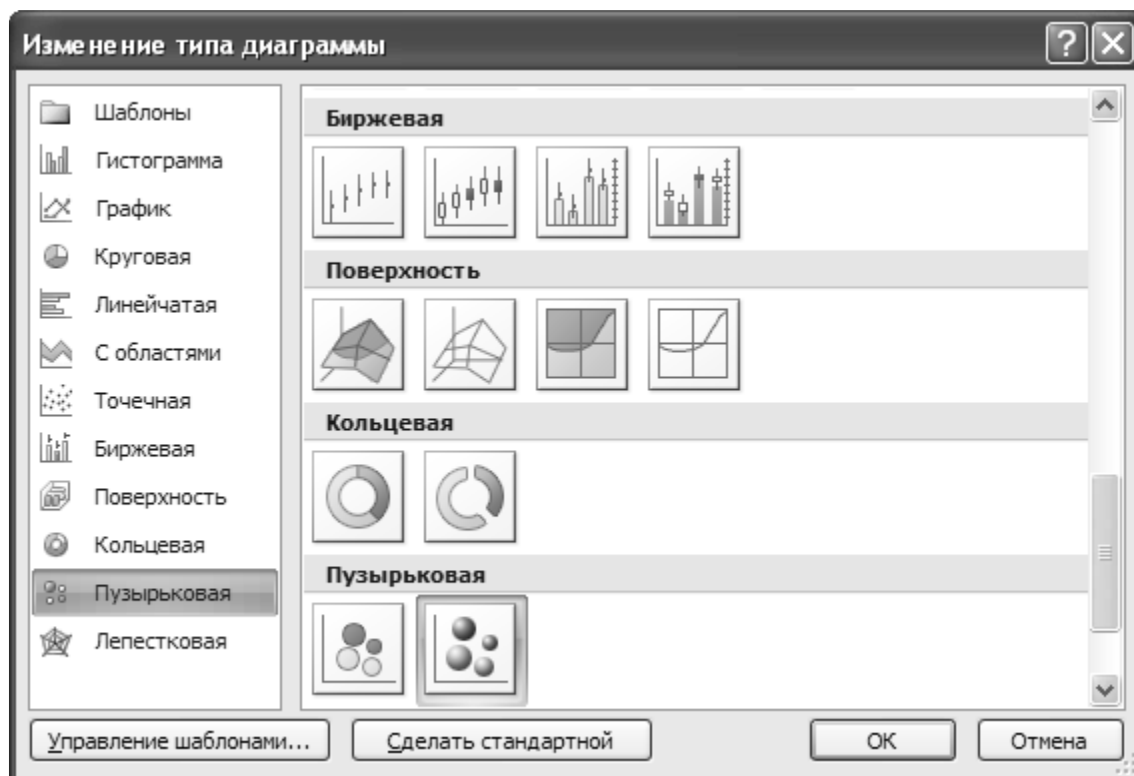 Изменение типа диаграммы
Шаблоны
Гистограмма
График
Круговая
Линейчатая
С областями
Точечная
Биржевая
Поверхность
Кольцевая
Пузырьковая
Лепестковая
Биржевая
Поверхность
Кольцевая
Пузырьковая
Управление шаблонами...
Сделать стандартной
ОК
Отмена